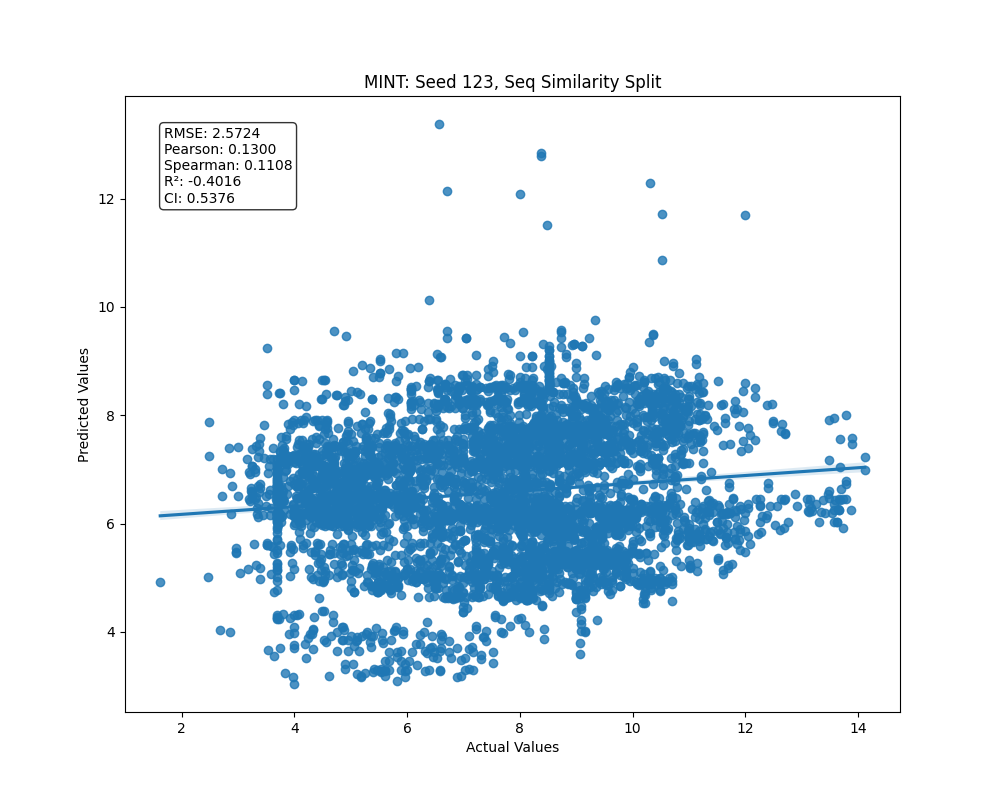 MINT: Seed 123, Seq Similarity Split
RMSE: 2.5724
Pearson: 0.1300
Spearman: 0.1108
R²: -0.4016
CI: 0.5376
12
10
8
6
4
Predicted Values
2 4 6 8 10 12 14
Actual Values